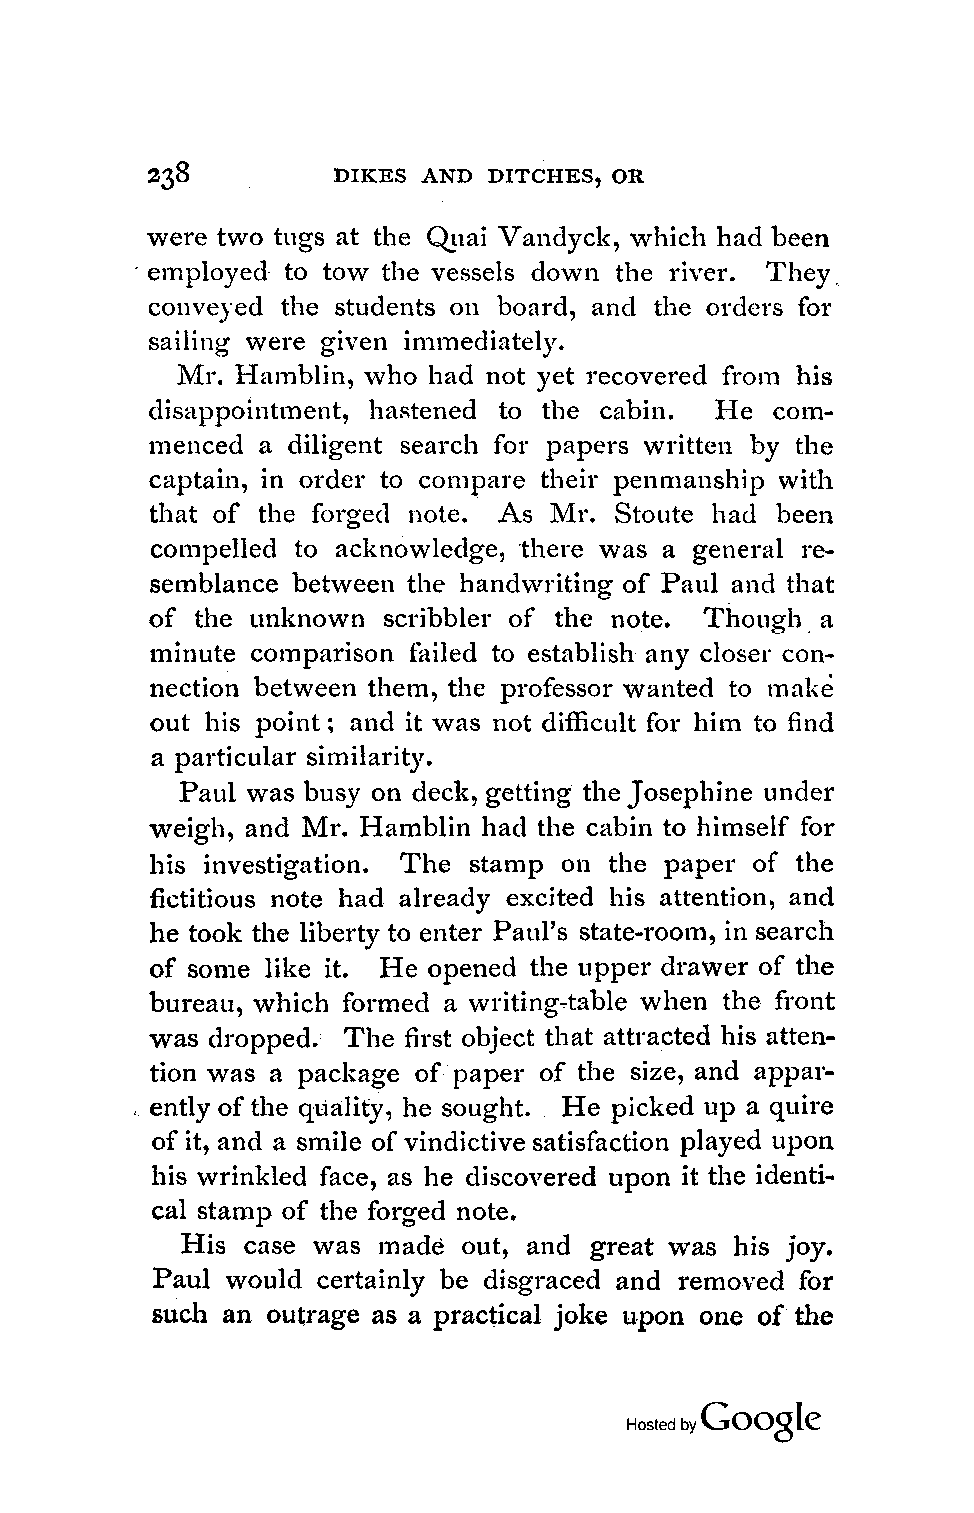 238 DIKES AND DITCHES, OR
were two tugs at the Quai Vandyck, which had been
employed to tow the vessels down the river. They
conveyed the students on board, and the orders for
sailing were given immediately.
Mr. Hamblin, who had not yet recovered from his
disappointment, hastened to the cabin. He com-
menced a diligent search for papers written by the
captain, in order to compare their penmanship with
that of the forged note. As Mr. Stoute had been
compelled to acknowledge, there was a general re-
semblance between the handwriting of Paul and that
of the unknown scribbler of the note. Though a
minute comparison failed to establish any closer con-
nection between them, the professor wanted to make
out his point; and it was not difficult for him to find
a particular similarity.
Paul was busy on deck, getting the Josephine under
weigh, and Mr. Hamblin had the cabin to himself for
his investigation. The stamp on the paper of the
fictitious note had already excited his attention, and
he took the liberty to enter Paul's state-room, in search
of some like it. He opened the upper drawer of the
bureau, which formed a writing-table when the front
was dropped. The first object that attracted his atten-
tion was a package of paper of the size, and appar-
ently of the quality, he sought. He picked up a quire
of it, and a smile of vindictive satisfaction played upon
his wrinkled face, as he discovered upon it the identi-
cal stamp of the forged note.
His case was made out, and great was his joy.
Paul would certainly be disgraced and removed for
such an outrage as a practical joke upon one of the
Hosted by Google